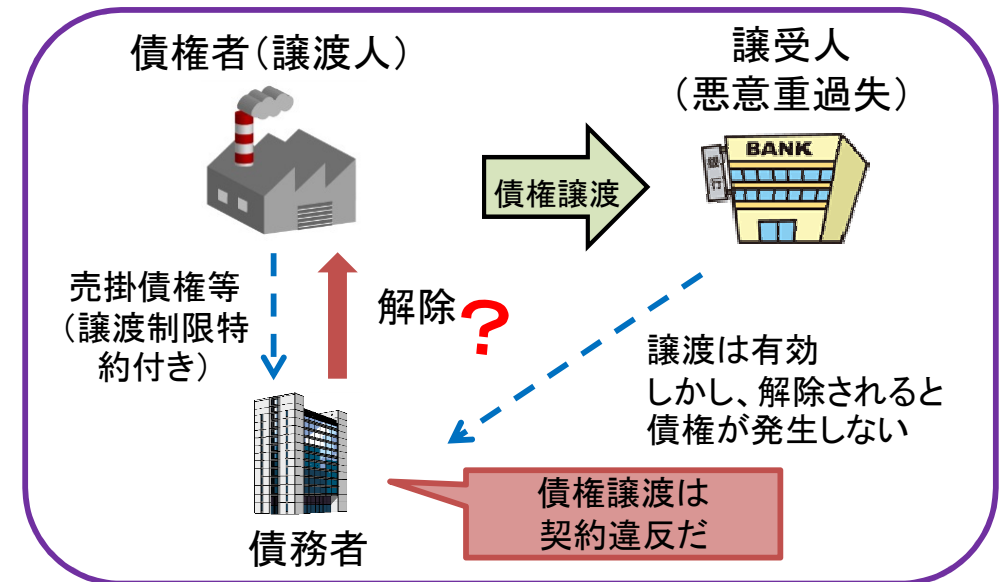 債権者(譲渡人)
譲受人
(悪意重過失)
BANK
銀行
債権譲渡
売掛債権等
(譲渡制限特
約付き)
解除?
譲渡は有効
しかし、解除されると
債権が発生しない
債権譲渡は
契約違反だ
債務者